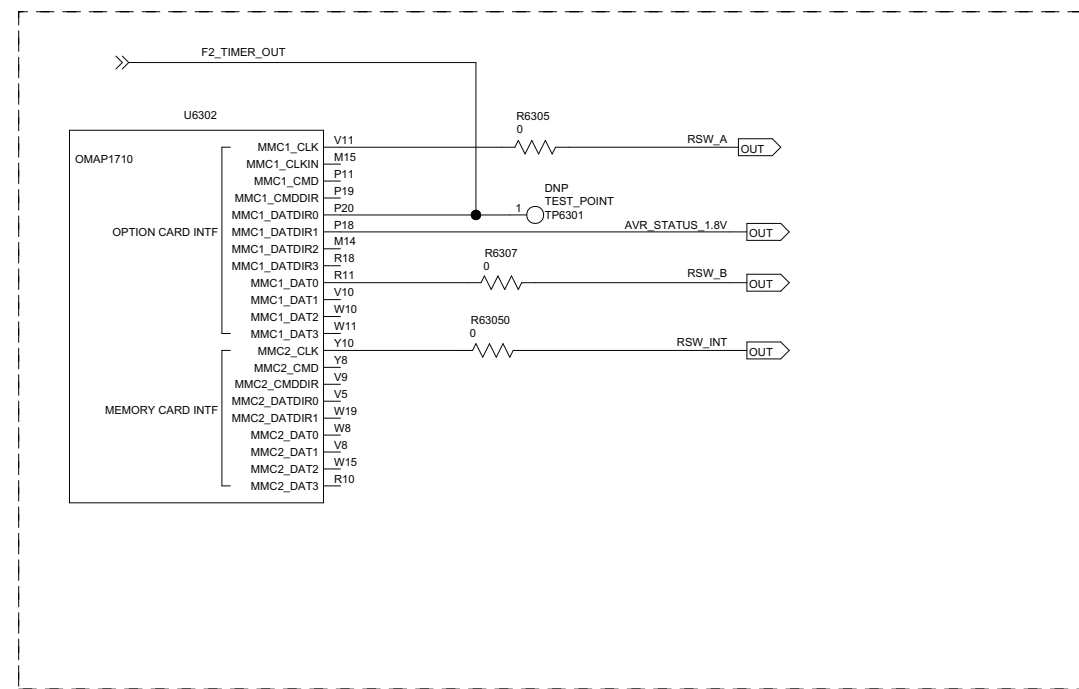 F2_TIMER_OUT
U6302
OMAP1710
R6305
0
MMC1_CLK V11 RSW_A OUT
MMC1_CLKIN M15
MMC1_CMD P11
MMC1_CMDDIR P19
DNP
TEST_POINT
MMC1_DATDIR0 P20 1 TP6301
OPTION CARD INTF MMC1_DATDIR1 P18 AVR_STATUS_1.8V OUT
MMC1_DATDIR2 M14
MMC1_DATDIR3 R18
R6307
0
MMC1_DAT0 R11 RSW_B OUT
MMC1_DAT1 V10
MMC1_DAT2 W10
MMC1_DAT3 W11
R63050
0
MMC2_CLK Y10 RSW_INT OUT
MMC2_CMD Y8
MMC2_CMDDIR V9
MMC2_DATDIR0 V5
MEMORY CARD INTF MMC2_DATDIR1 W19
MMC2_DAT0 W8
MMC2_DAT1 V8
MMC2_DAT2 W15
MMC2_DAT3 R10